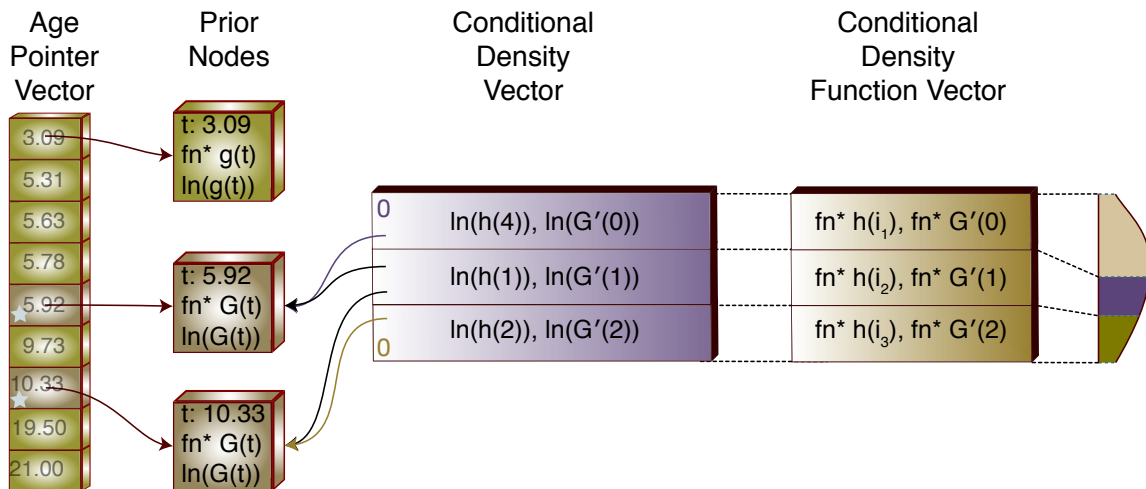 Age
Pointer
Vector
Prior
Nodes
Conditional
Density
Vector
Conditional
Density
Function Vector
3.09
5.31
5.63
5.78
5.92
9.73
10.33
19.50
21.00
t: 3.09
fn* g(t)
ln(g(t))
t: 5.92
fn* G(t)
ln(G(t))
t: 10.33
fn* G(t)
ln(G(t))
0
ln(h(4)), ln(G′(0))
ln(h(1)), ln(G′(1))
ln(h(2)), ln(G′(2))
0
fn* h(i₁), fn* G′(0)
fn* h(i₂), fn* G′(1)
fn* h(i₃), fn* G′(2)